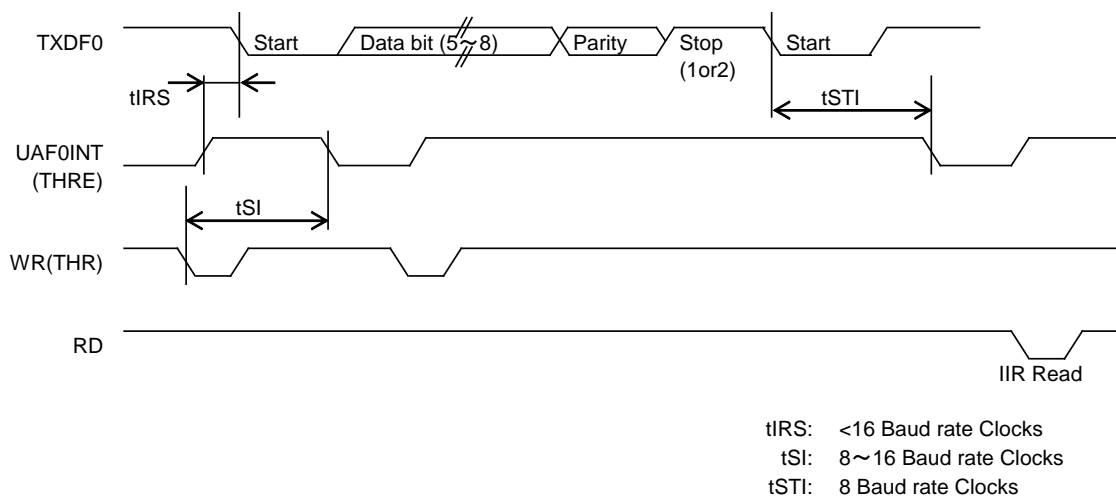 TXDF0
Start
Data bit (5～8)
Parity
Stop
(1or2)
Start
tIRS
tSTI
UAF0INT
(THRE)
tSI
WR(THR)
RD
IIR Read
tIRS: <16 Baud rate Clocks
tSI: 8～16 Baud rate Clocks
tSTI: 8 Baud rate Clocks